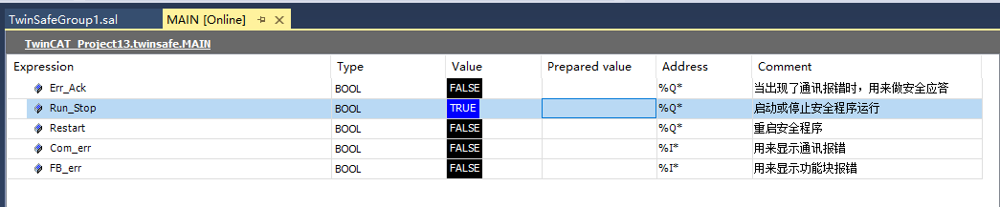 TwinSafeGroup1.sal MAIN [Online]
TwinCAT_Project13.twinsafe.MAIN
Expression Type Value Prepared value Address Comment
Err_Ack BOOL FALSE %Q* 当出现了通讯报错时，用来做安全应答
Run_Stop BOOL TRUE %Q* 启动或停止安全程序运行
Restart BOOL FALSE %Q* 重启安全程序
Com_err BOOL FALSE %I* 用来显示通讯报错
FB_err BOOL FALSE %I* 用来显示功能块报错